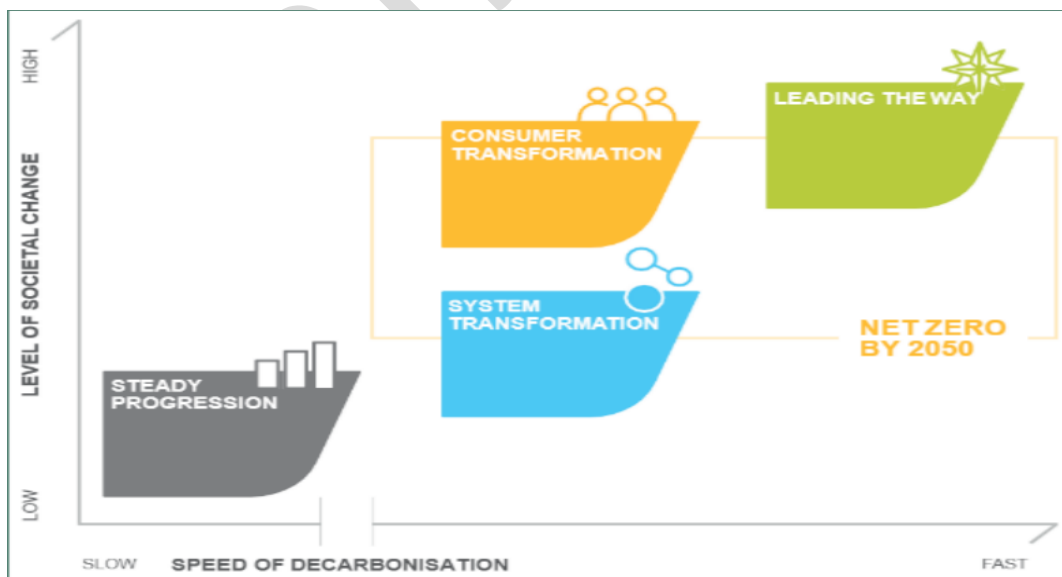 HIGH
LEVEL OF SOCIETAL CHANGE
LOW
LEADING THE WAY
CONSUMER
TRANSFORMATION
SYSTEM
TRANSFORMATION
NET ZERO
BY 2050
STEADY
PROGRESSION
SLOW
SPEED OF DECARBONISATION
FAST